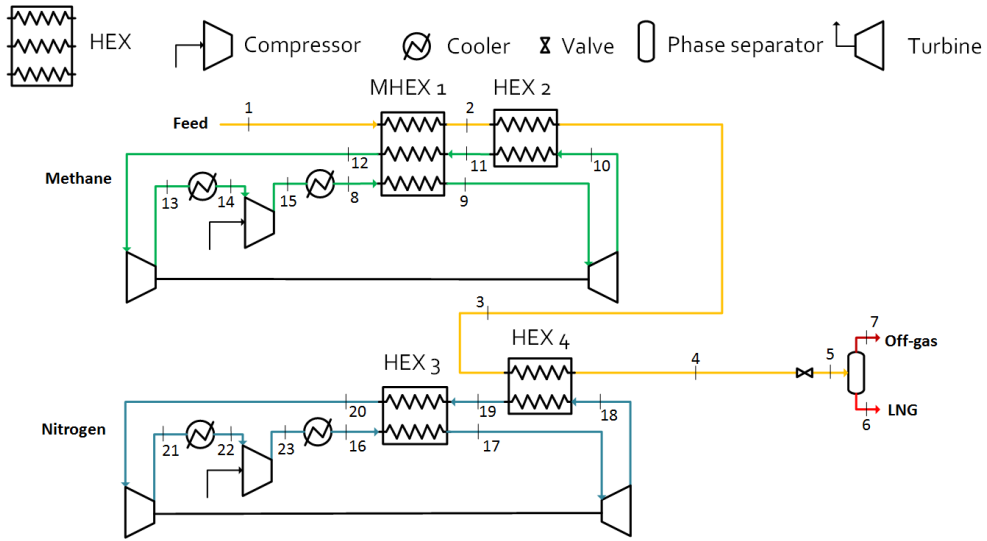 HEX
Compressor
Cooler
Valve
Phase separator
Turbine
MHEX 1
HEX 2
Feed
1
2
12
11
10
Methane
13
14
15
8
9
3
HEX 4
HEX 3
4
5
7
Off-gas
6
LNG
Nitrogen
20
19
18
21
22
23
16
17